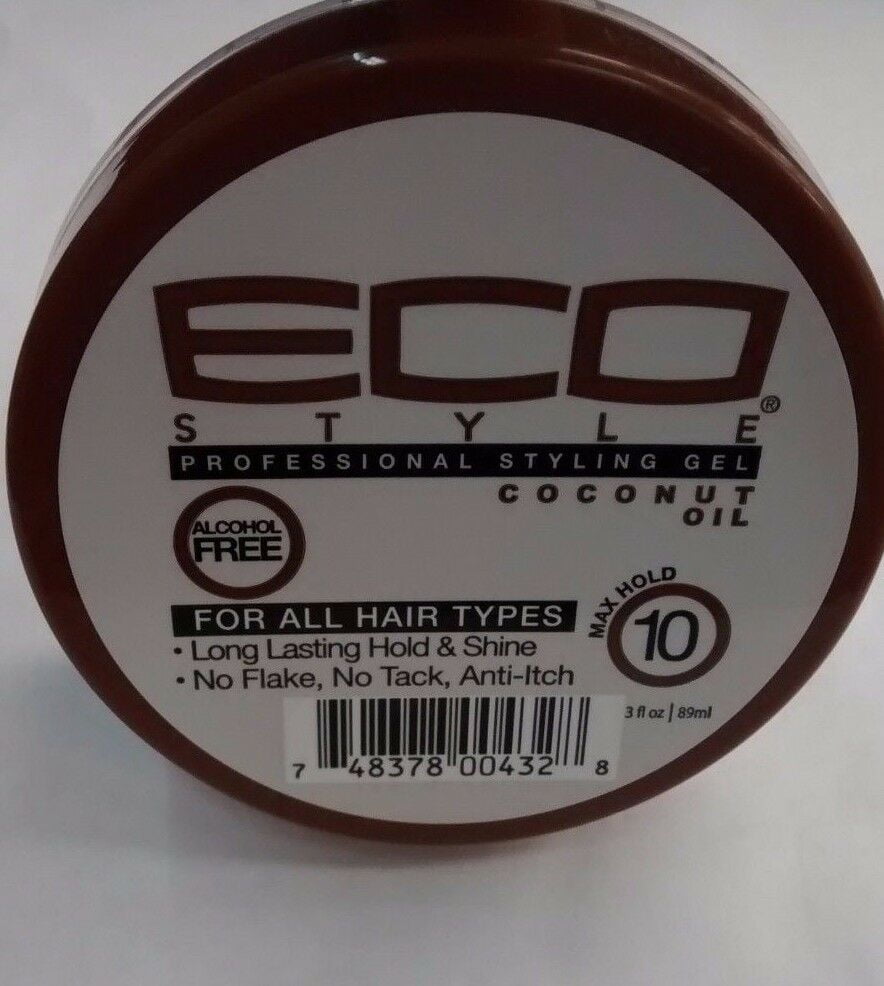 ECO
STYLE®
PROFESSIONAL STYLING GEL
COCONUT
OIL
ALCOHOL
FREE
MAX HOLD
10
FOR ALL HAIR TYPES
• Long Lasting Hold & Shine
• No Flake, No Tack, Anti-Itch
3 fl oz | 89ml
7 48378 00432 8